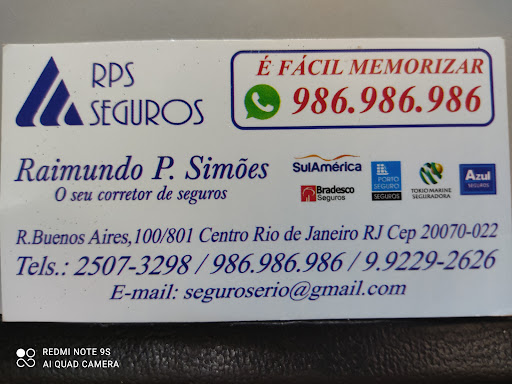 RPS
SEGUROS
É FÁCIL MEMORIZAR
986.986.986
Raimundo P. Simões
O seu corretor de seguros
SulAmérica
Bradesco
Seguros
PORTO
SEGURO
SEGUROS
TOKIO MARINE
SEGURADORA
Azul
SEGUROS
R.Buenos Aires,100/801 Centro Rio de Janeiro RJ Cep 20070-022
Tels.: 2507-3298 / 986.986.986 / 9.9229-2626
E-mail: seguroserio@gmail.com
REDMI NOTE 9S
AI QUAD CAMERA